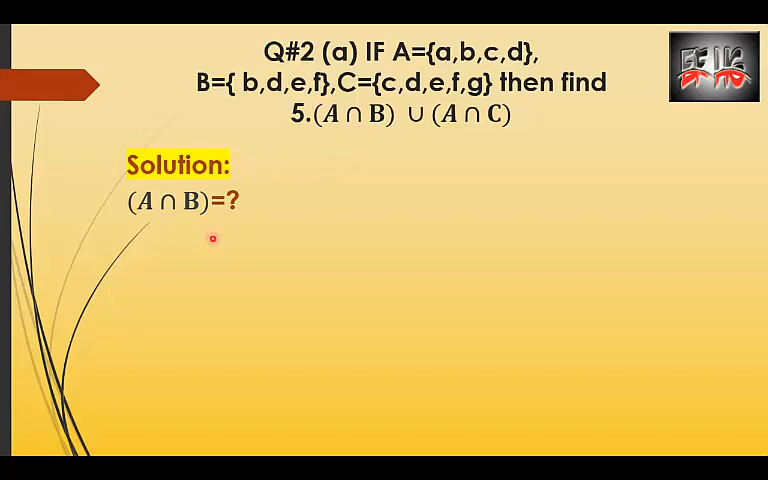 Q#2 (a) IF A={a,b,c,d},
B={ b,d,e,f},C={c,d,e,f,g} then find
5.(A ∩ B) ∪ (A ∩ C)
Solution:
(A ∩ B)=?